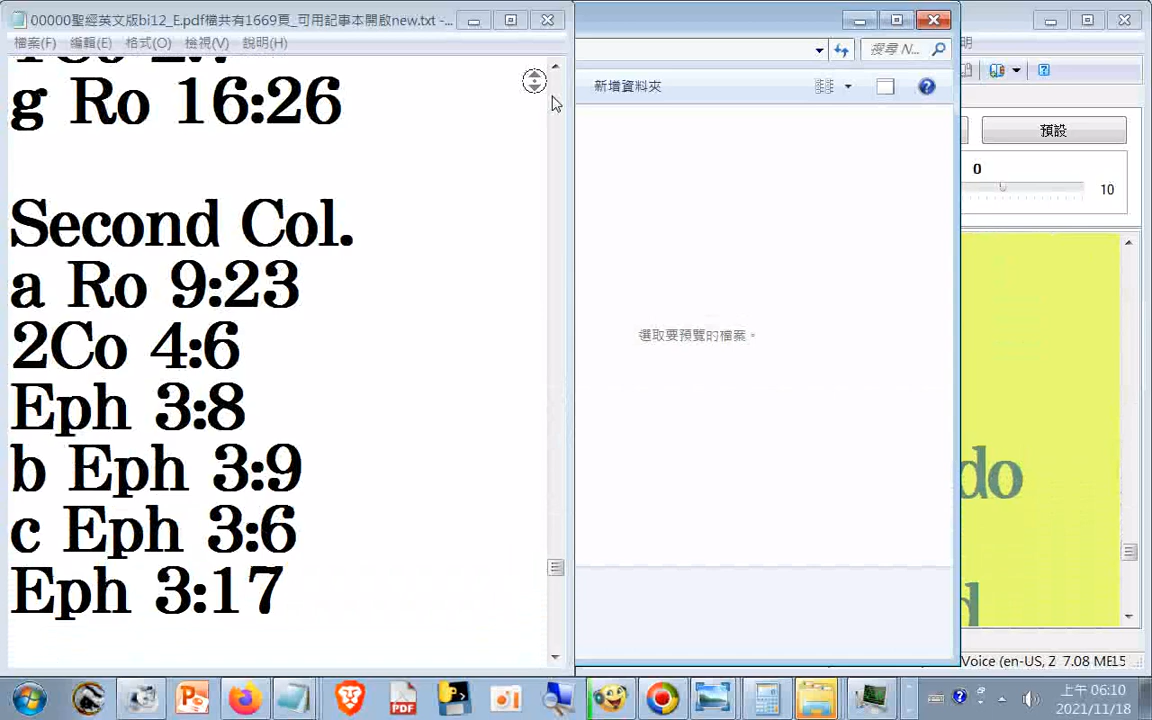 00000聖經英文版bi12_E.pdf檔共有1669頁_可用記事本開啟new.txt -...
檔案(F) 編輯(E) 格式(O) 檢視(V) 說明(H)
g Ro 16:26
Second Col.
a Ro 9:23
2Co 4:6
Eph 3:8
b Eph 3:9
c Eph 3:6
Eph 3:17
搜尋 N...
新增資料夾
選取要預覽的檔案。
明
預設
0
10
do
d
Voice (en-US, Z 7.08 ME15
上午 06:10
2021/11/18